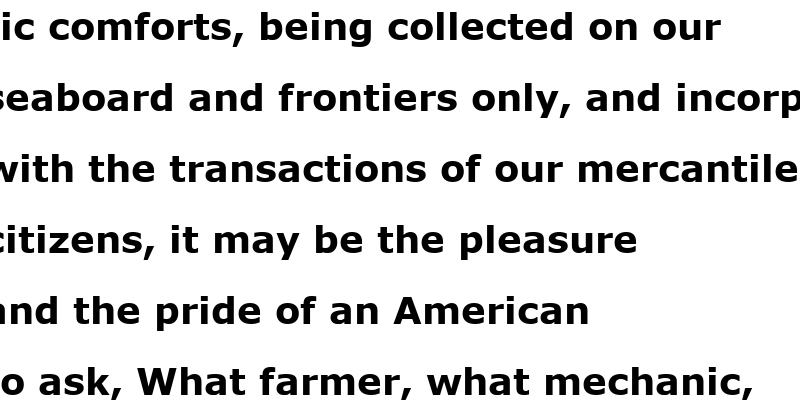 ic comforts, being collected on our
seaboard and frontiers only, and incorp
with the transactions of our mercantile
citizens, it may be the pleasure
and the pride of an American
to ask, What farmer, what mechanic,